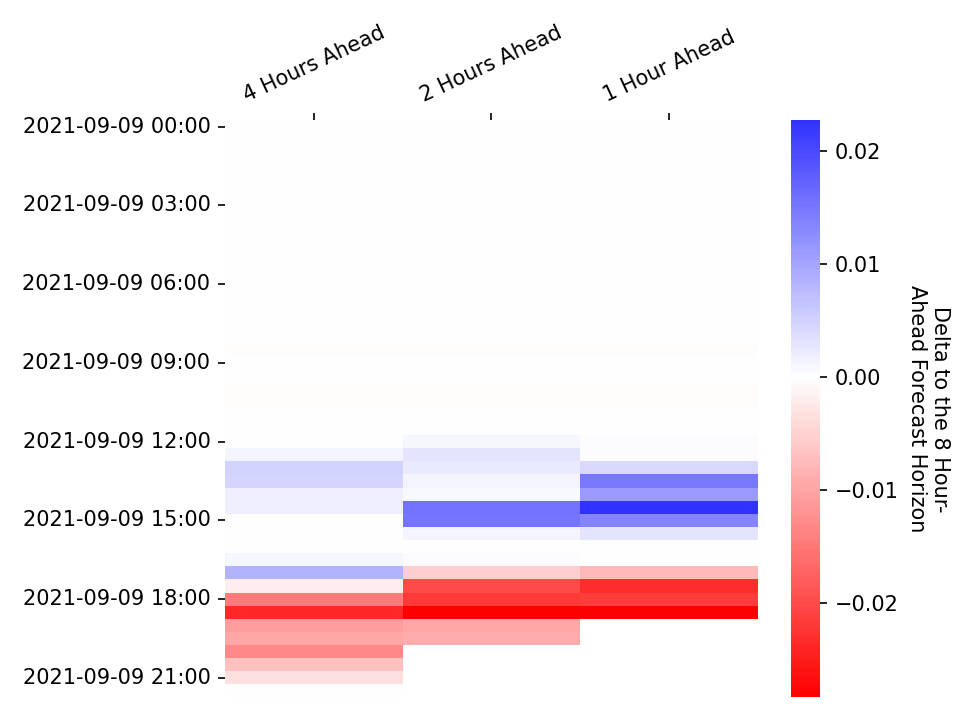 4 Hours Ahead
2 Hours Ahead
1 Hour Ahead
2021-09-09 00:00
2021-09-09 03:00
2021-09-09 06:00
2021-09-09 09:00
2021-09-09 12:00
2021-09-09 15:00
2021-09-09 18:00
2021-09-09 21:00
0.02
0.01
0.00
−0.01
−0.02
Delta to the 8 Hour-
Ahead Forecast Horizon